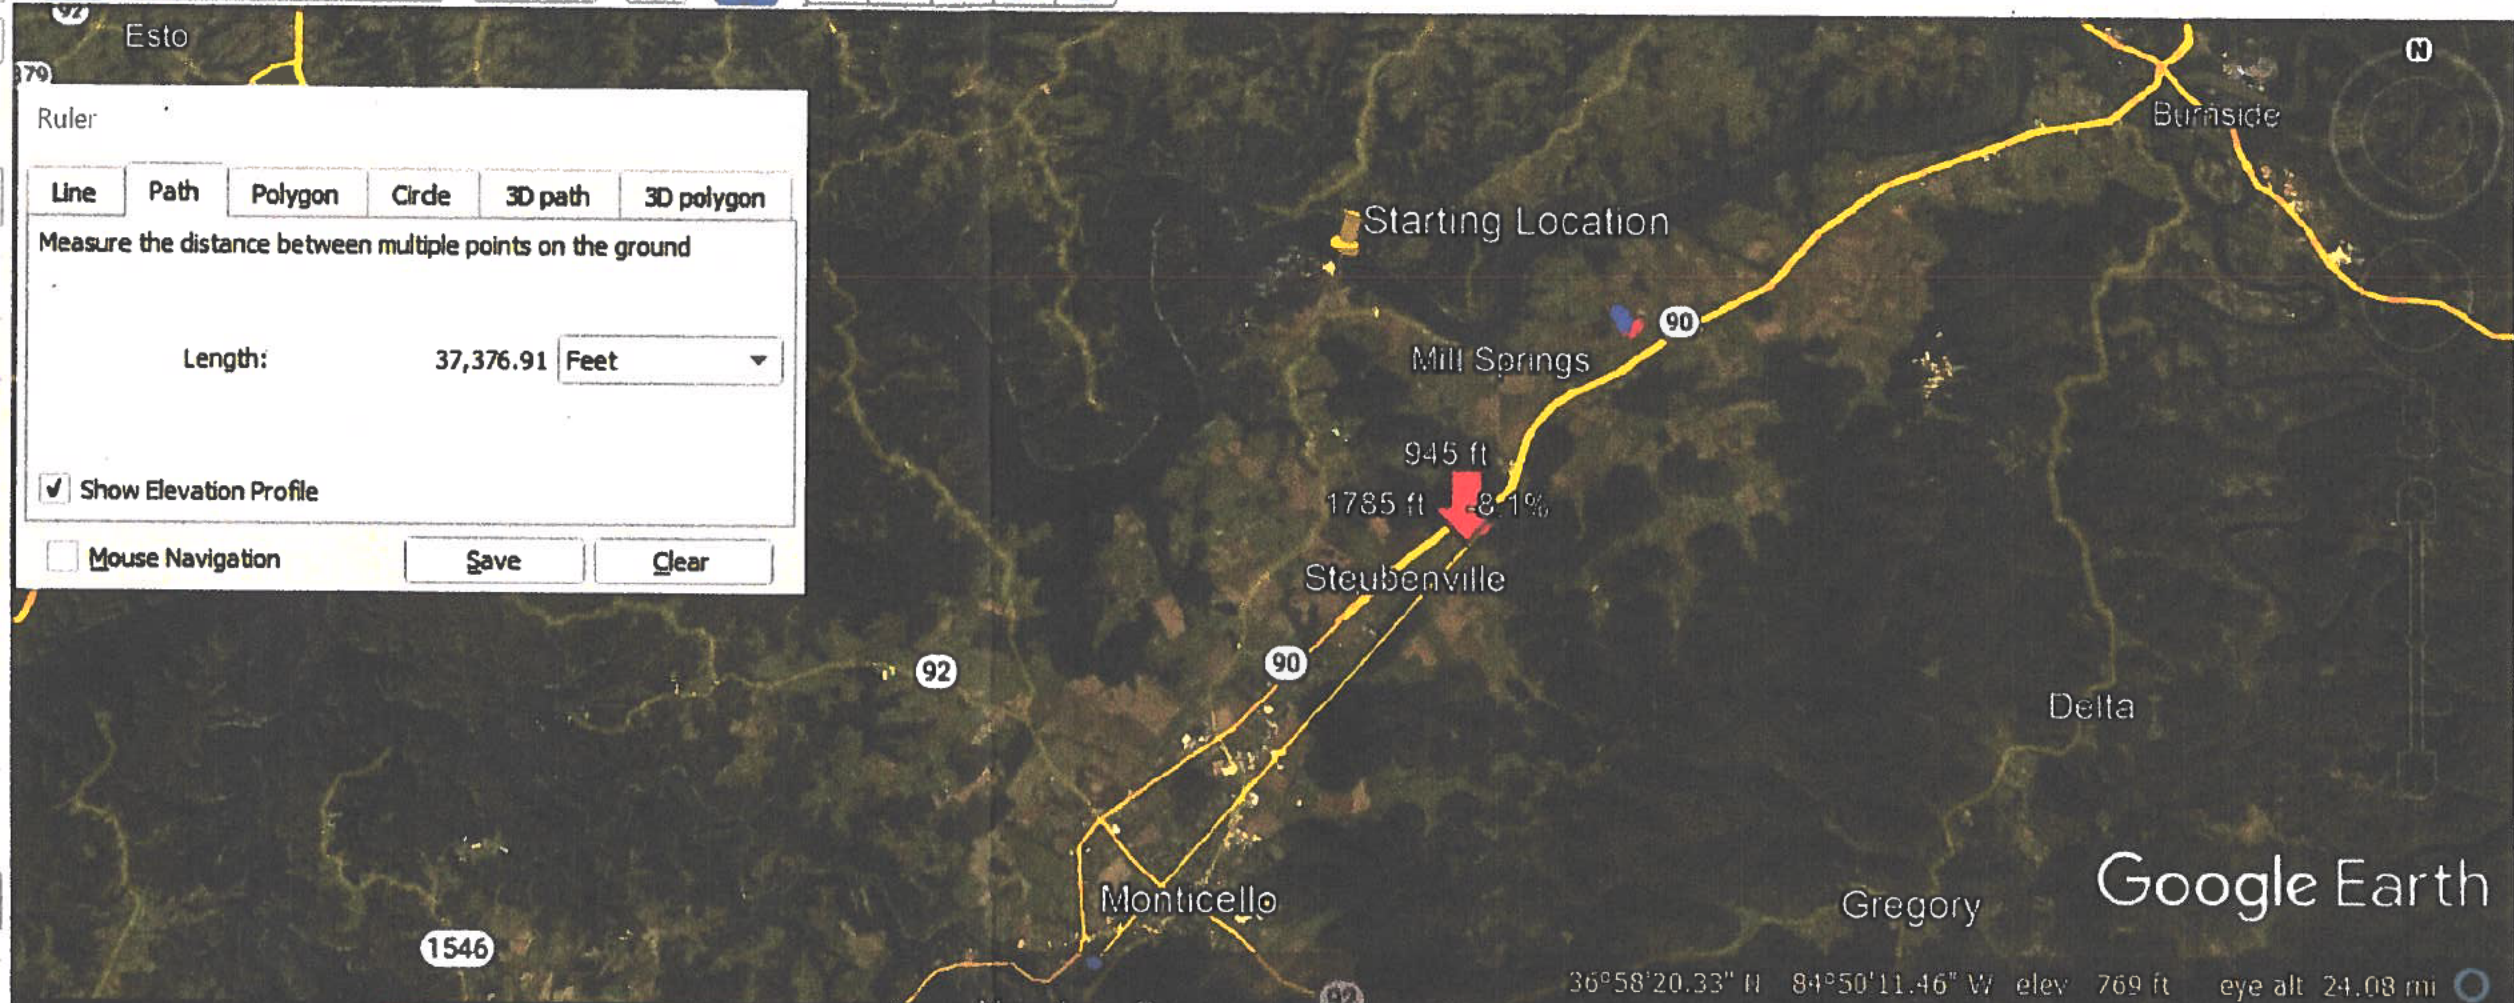 92
Esto
379
Ruler
Line Path Polygon Circle 3D path 3D polygon
Measure the distance between multiple points on the ground
Length: 37,376.91 Feet
Show Elevation Profile
Mouse Navigation Save Clear
N
Burnside
Starting Location
90
Mill Springs
945 ft
1785 ft -8.1%
Steubenville
92
90
Delta
Monticello
Gregory
Google Earth
1546
92
36°58'20.33" N 84°50'11.46" W elev 769 ft eye alt 24.08 mi